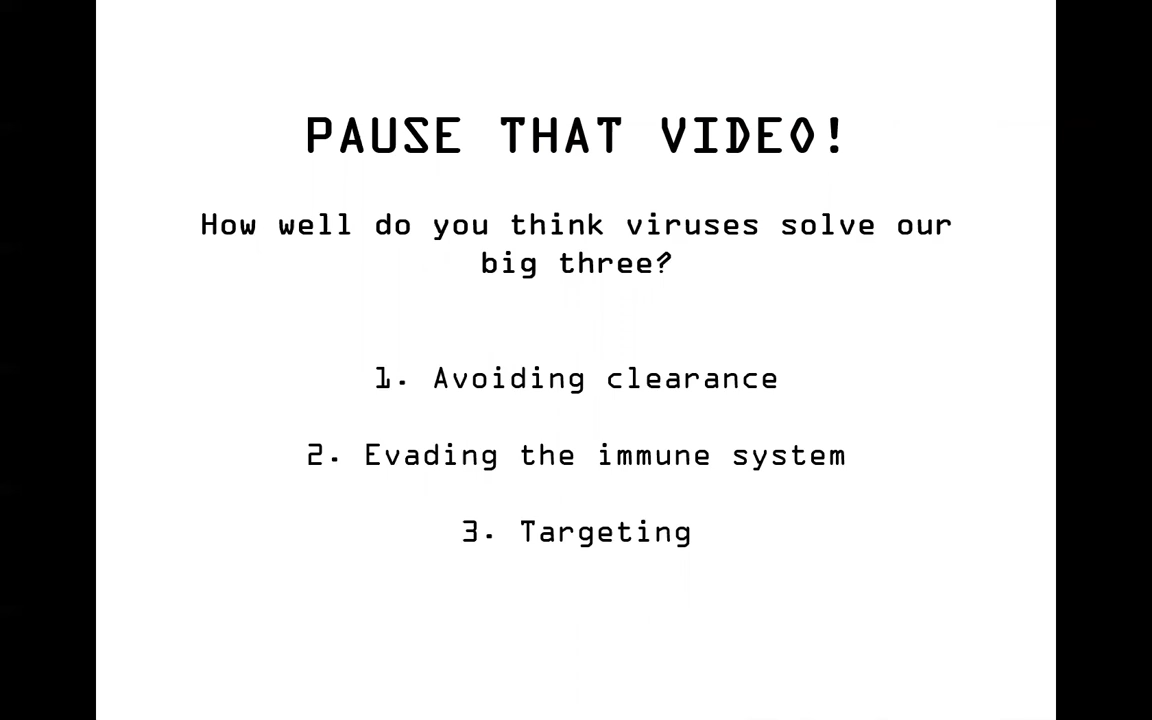 PAUSE THAT VIDEO!
How well do you think viruses solve our
big three?
1. Avoiding clearance
2. Evading the immune system
3. Targeting